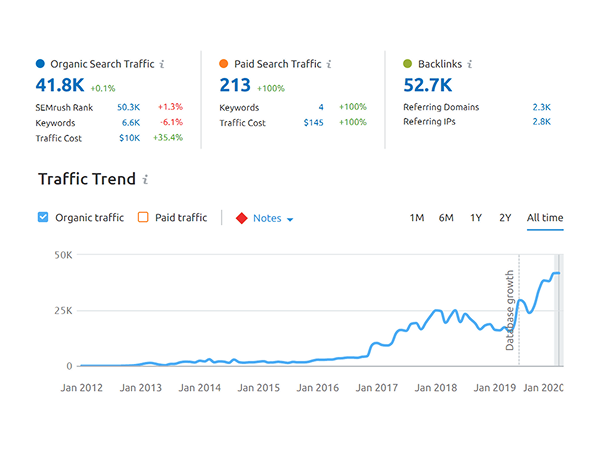 Organic Search Traffic i
41.8K +0.1%
SEMrush Rank 50.3K +1.3%
Keywords 6.6K -6.1%
Traffic Cost $10K +35.4%
Paid Search Traffic i
213 +100%
Keywords 4 +100%
Traffic Cost $145 +100%
Backlinks i
52.7K
Referring Domains 2.3K
Referring IPs 2.8K
Traffic Trend i
Organic traffic Paid traffic Notes 1M 6M 1Y 2Y All time
50K
25K
0
Database growth
Jan 2012 Jan 2013 Jan 2014 Jan 2015 Jan 2016 Jan 2017 Jan 2018 Jan 2019 Jan 2020